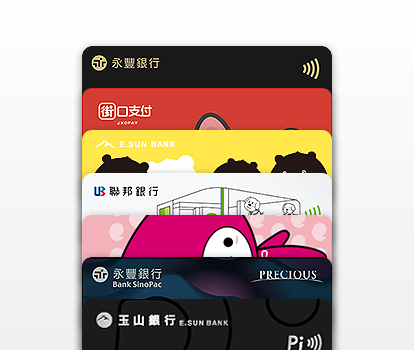 永豐銀行
街口支付
JKOPAY
E.SUN BANK
UB 聯邦銀行
永豐銀行
Bank SinoPac
PRECIOUS
玉山銀行 E.SUN BANK
Pi